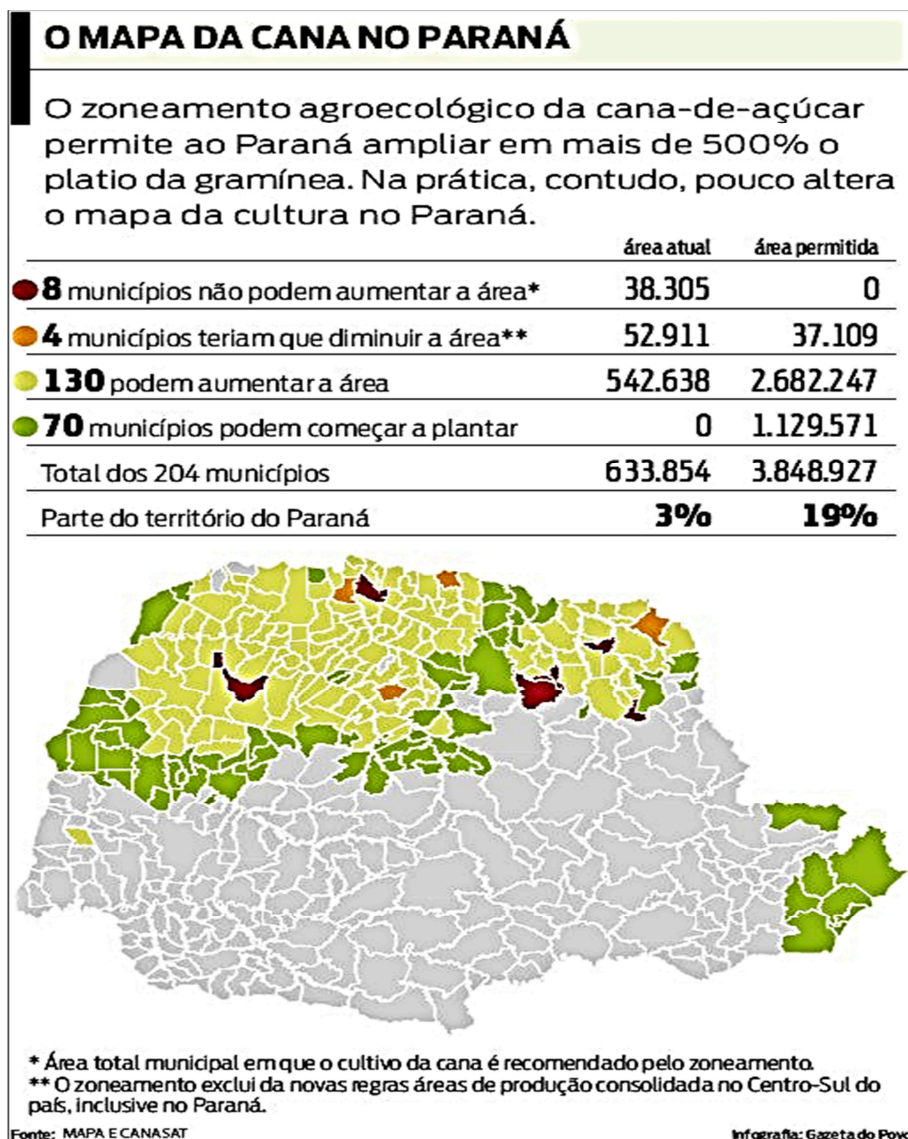 O MAPA DA CANA NO PARANÁ
O zoneamento agroecológico da cana-de-açúcar
permite ao Paraná ampliar em mais de 500% o
platio da gramínea. Na prática, contudo, pouco altera
o mapa da cultura no Paraná.
área atual área permitida
8 municípios não podem aumentar a área* 38.305 0
4 municípios teriam que diminuir a área** 52.911 37.109
130 podem aumentar a área 542.638 2.682.247
70 municípios podem começar a plantar 0 1.129.571
Total dos 204 municípios 633.854 3.848.927
Parte do território do Paraná 3% 19%
* Área total municipal em que o cultivo da cana é recomendado pelo zoneamento.
** O zoneamento exclui da novas regras áreas de produção consolidada no Centro-Sul do
país, inclusive no Paraná.
Fonte: MAPA E CANASAT Infografia: Gazeta do Povo